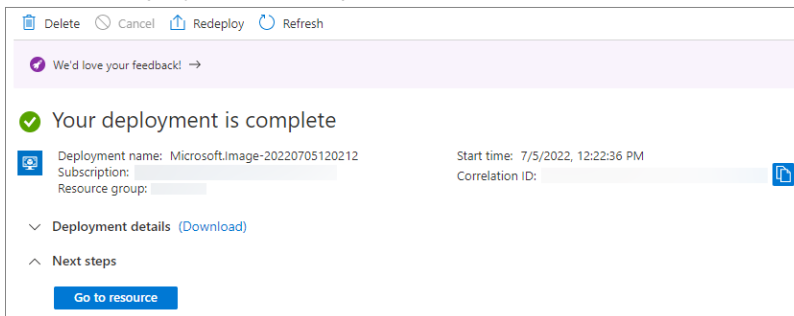 Delete Cancel Redeploy Refresh
We'd love your feedback! →
Your deployment is complete
Deployment name: Microsoft.Image-20220705120212 Start time: 7/5/2022, 12:22:36 PM
Subscription: Correlation ID:
Resource group:
Deployment details (Download)
Next steps
Go to resource